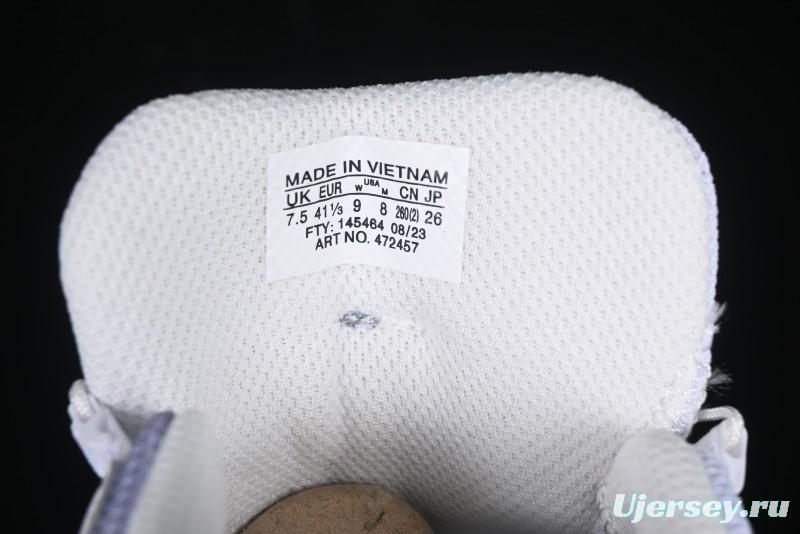 MADE IN VIETNAM
UK EUR W USA M CN JP
7.5 41⅓ 9 8 260(2) 26
FTY: 145484 08/23
ART NO. 472457
Ujersey.ru